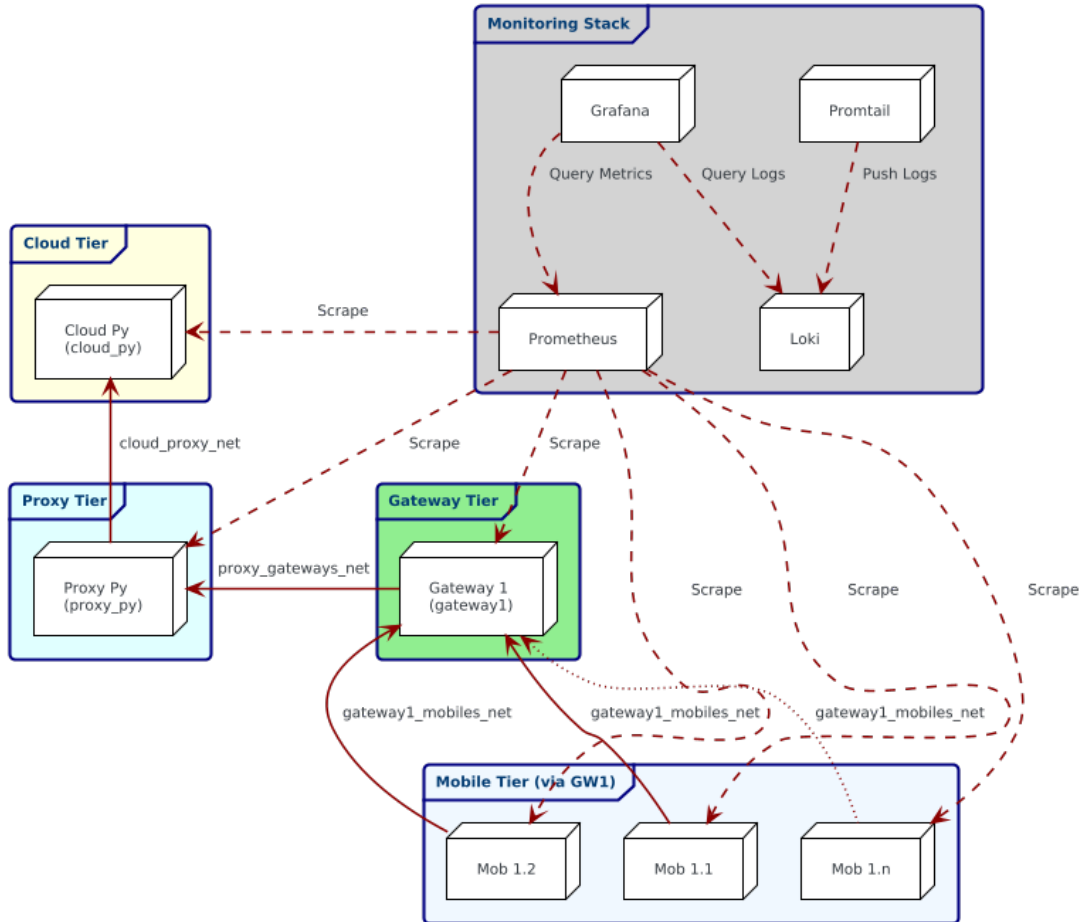 Monitoring Stack
Grafana
Promtail
Query Metrics
Query Logs
Push Logs
Cloud Tier
Cloud Py
(cloud_py)
Scrape
Prometheus
Loki
cloud_proxy_net
Scrape
Scrape
Proxy Tier
Gateway Tier
Proxy Py
(proxy_py)
proxy_gateways_net
Gateway 1
(gateway1)
Scrape
Scrape
Scrape
gateway1_mobiles_net
gateway1_mobiles_net
gateway1_mobiles_net
Mobile Tier (via GW1)
Mob 1.2
Mob 1.1
Mob 1.n